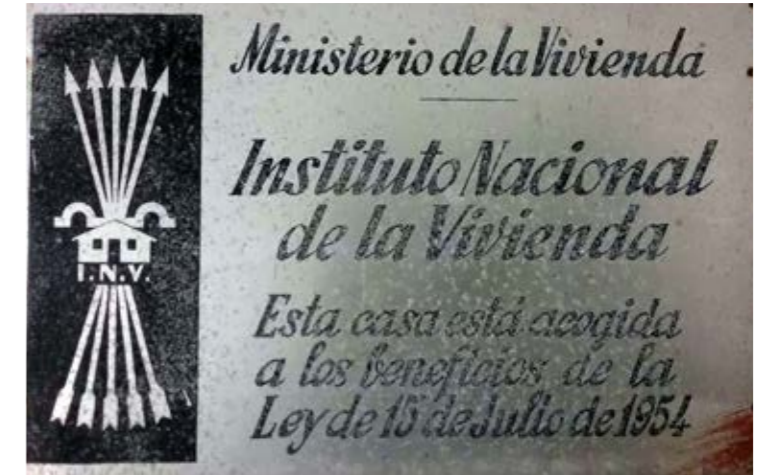 Ministerio de la Vivienda
Instituto Nacional
de la Vivienda
I.N.V.
Esta casa está acogida
a los beneficios de la
Ley de 15 de Julio de 1954